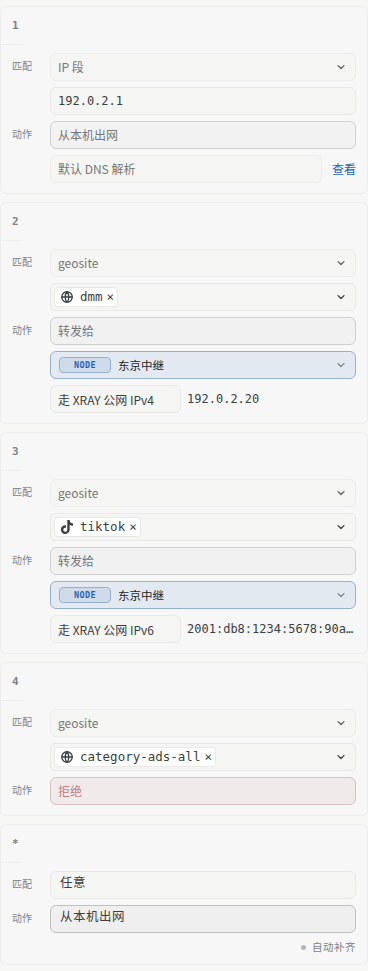 1
匹配 IP 段
192.0.2.1
动作 从本机出网
默认 DNS 解析 查看
2
匹配 geosite
dmm ×
动作 转发给
NODE 东京中继
走 XRAY 公网 IPv4 192.0.2.20
3
匹配 geosite
tiktok ×
动作 转发给
NODE 东京中继
走 XRAY 公网 IPv6 2001:db8:1234:5678:90a…
4
匹配 geosite
category-ads-all ×
动作 拒绝
*
匹配 任意
动作 从本机出网
自动补齐